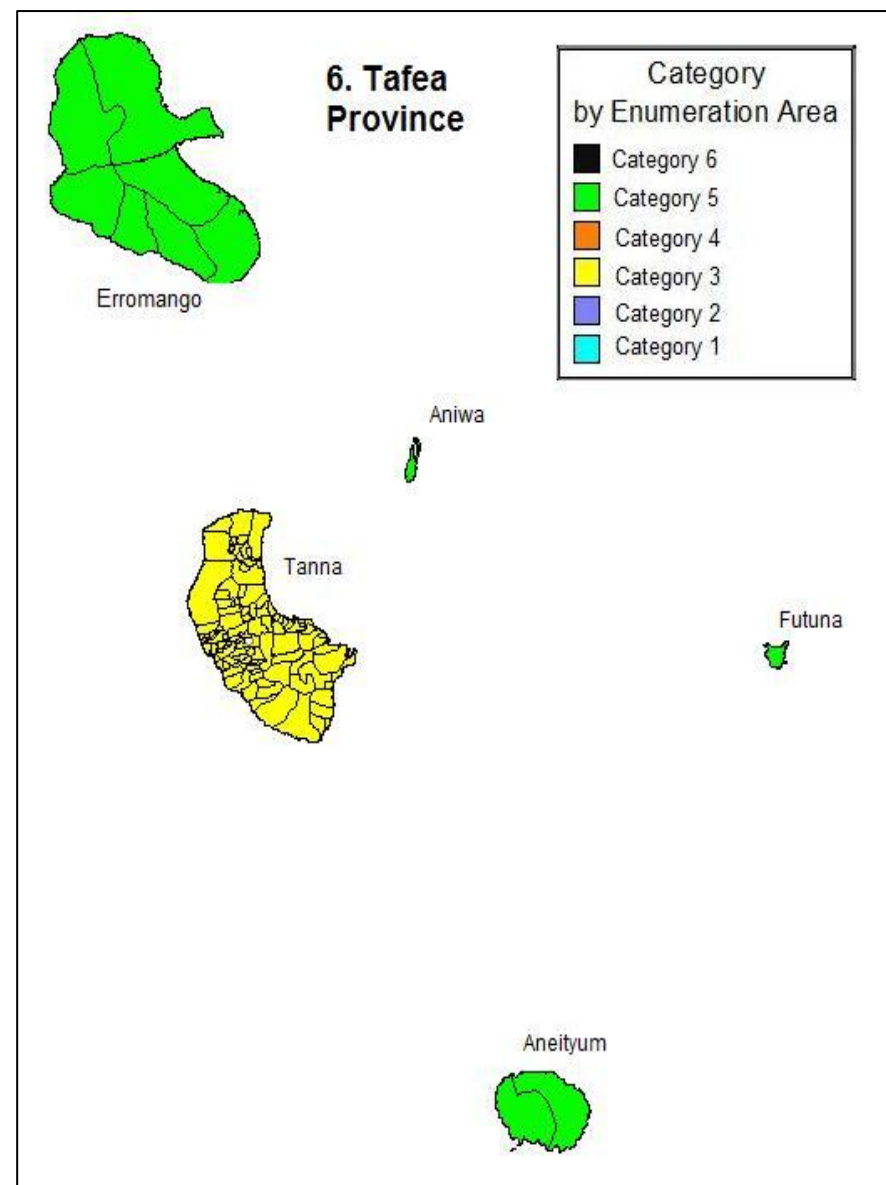 6. Tafea
Province
Category
by Enumeration Area
Category 6
Category 5
Category 4
Category 3
Category 2
Category 1
Erromango
Aniwa
Tanna
Futuna
Aneityum